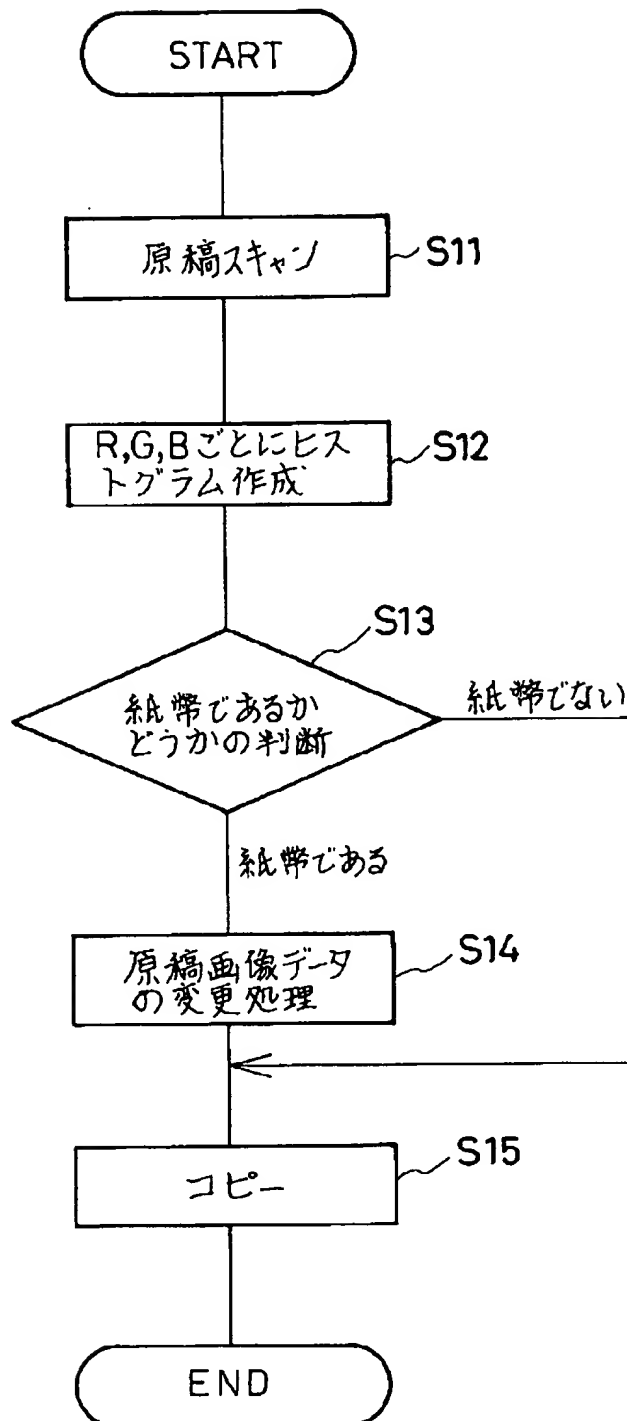 START
原稿スキャン
S11
R,G,Bごとにヒス
トグラム作成
S12
S13
紙幣であるか
どうかの判断
紙幣でない
紙幣である
原稿画像データ
の変更処理
S14
コピー
S15
END